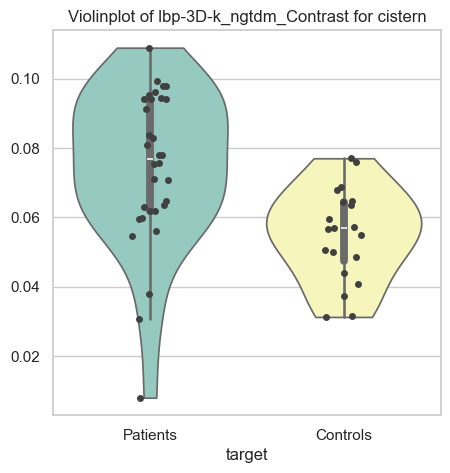 Violinplot of lbp-3D-k_ngtdm_Contrast for cistern
0.10
0.08
0.06
0.04
0.02
Patients Controls
target